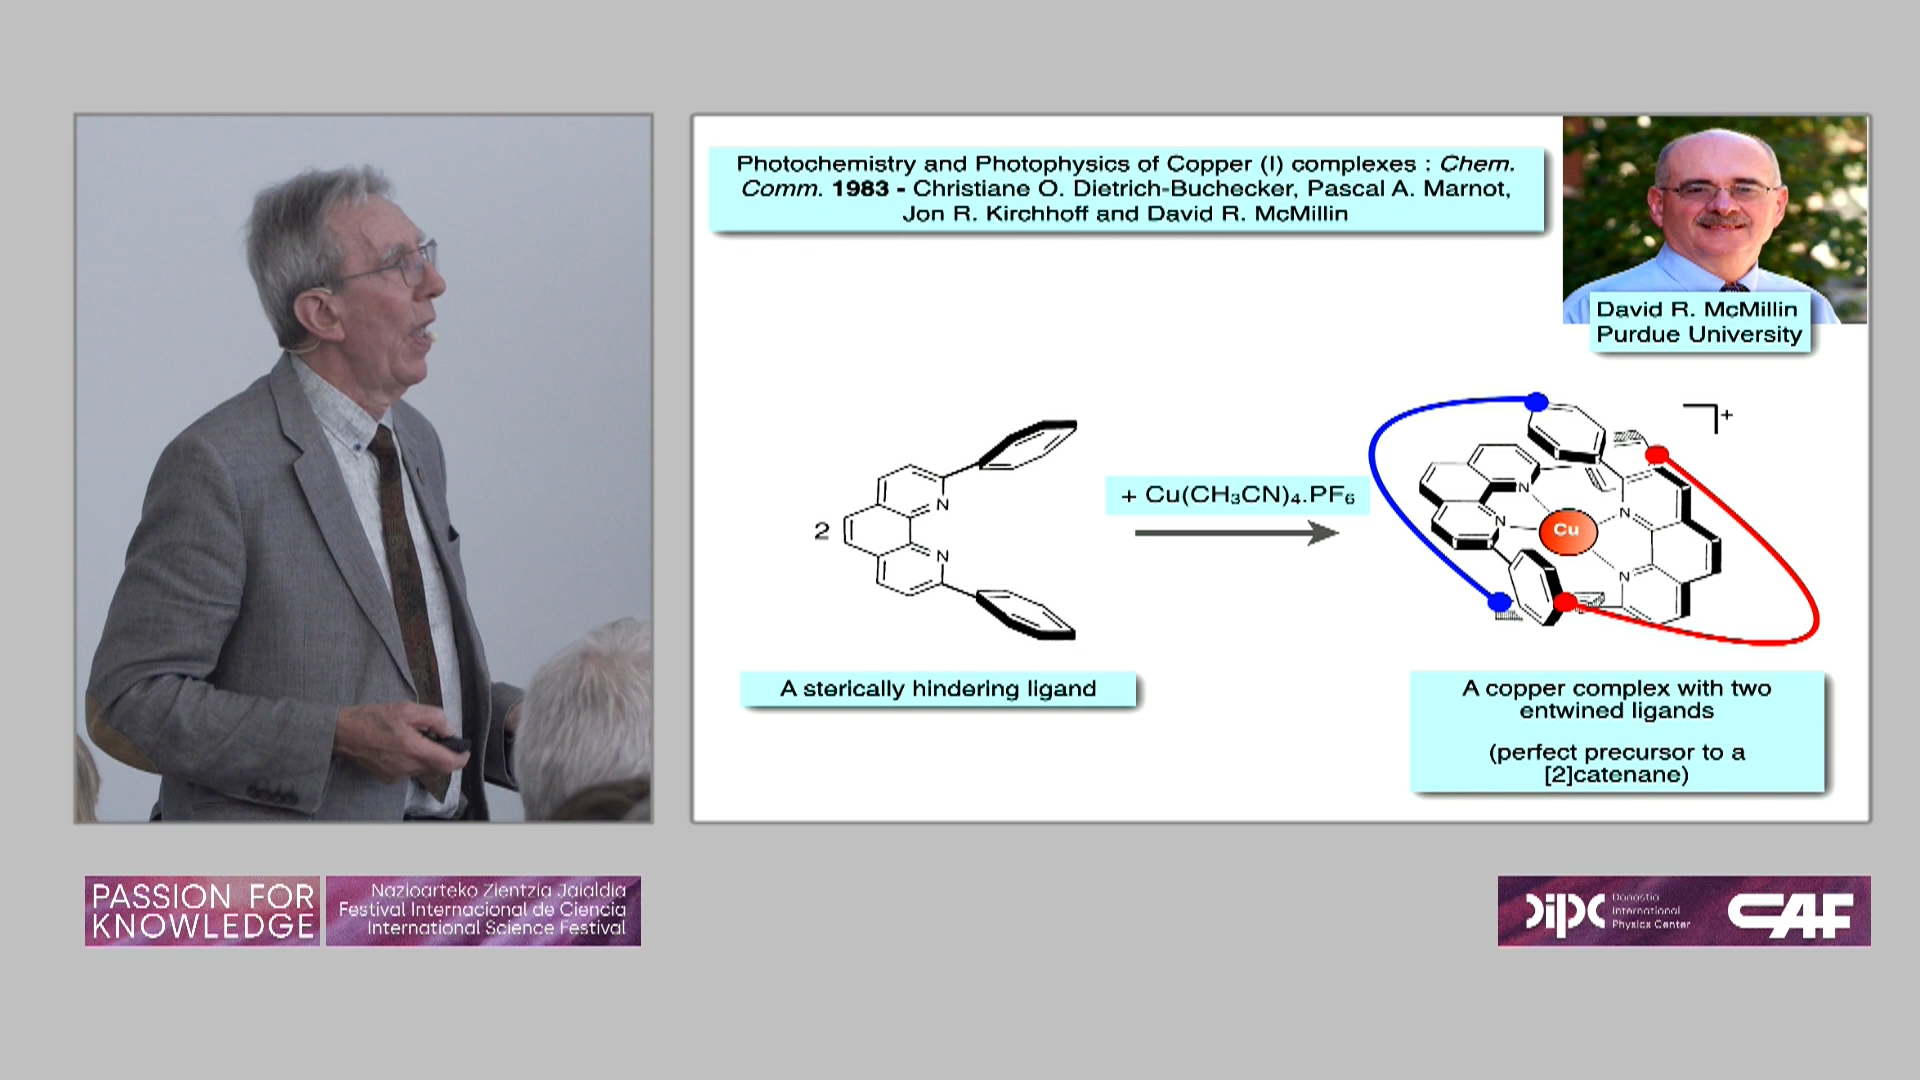 Photochemistry and Photophysics of Copper (I) complexes : Chem.
Comm. 1983 - Christiane O. Dietrich-Buchecker, Pascal A. Marnot,
Jon R. Kirchhoff and David R. McMillin
David R. McMillin
Purdue University
2
N
N
+ Cu(CH₃CN)₄.PF₆
N
N
Cu
N
N
+
A sterically hindering ligand
A copper complex with two
entwined ligands
(perfect precursor to a
[2]catenane)
PASSION FOR
KNOWLEDGE
Nazioarteko Zientzia Jaialdia
Festival Internacional de Ciencia
International Science Festival
dipc
Donostia
International
Physics Center
CAF